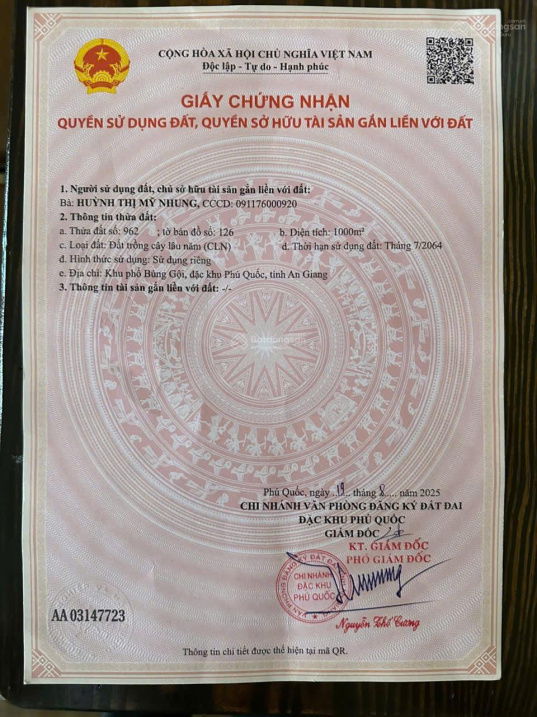 CỘNG HÒA XÃ HỘI CHỦ NGHĨA VIỆT NAM
Độc lập - Tự do - Hạnh phúc
GIẤY CHỨNG NHẬN
QUYỀN SỬ DỤNG ĐẤT, QUYỀN SỞ HỮU TÀI SẢN GẮN LIỀN VỚI ĐẤT
1. Người sử dụng đất, chủ sở hữu tài sản gắn liền với đất:
Bà: HUỲNH THỊ MỸ NHUNG, CCCD: 091176000920
2. Thông tin thửa đất:
a. Thửa đất số: 962 ; tờ bản đồ số: 126 b. Diện tích: 1000m²
c. Loại đất: Đất trồng cây lâu năm (CLN) d. Thời hạn sử dụng đất: Tháng 7/2064
đ. Hình thức sử dụng: Sử dụng riêng
e. Địa chỉ: Khu phố Búng Gội, đặc khu Phú Quốc, tỉnh An Giang
3. Thông tin tài sản gắn liền với đất: -/-
Batdongsan
Phú Quốc, ngày 19 tháng 8 năm 2025
CHI NHÁNH VĂN PHÒNG ĐĂNG KÝ ĐẤT ĐAI
ĐẶC KHU PHÚ QUỐC
GIÁM ĐỐC
KT. GIÁM ĐỐC
PHÓ GIÁM ĐỐC
CHI NHÁNH
ĐẶC KHU
PHÚ QUỐC
AA 03147723
Thông tin chi tiết được thể hiện tại mã QR.